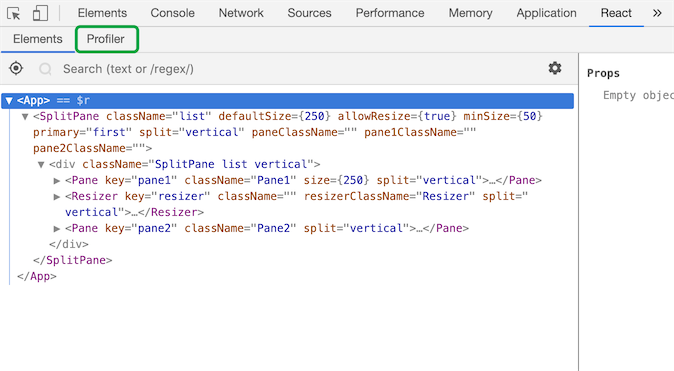 Elements Console Network Sources Performance Memory Application React »
Elements Profiler
Search (text or /regex/)
Props
Empty objec
▼ <App> == $r
▼ <SplitPane className="list" defaultSize={250} allowResize={true} minSize={50}
primary="first" split="vertical" paneClassName="" pane1ClassName=""
pane2ClassName="">
▼ <div className="SplitPane list vertical">
▶ <Pane key="pane1" className="Pane1" size={250} split="vertical">…</Pane>
▶ <Resizer key="resizer" className="" resizerClassName="Resizer" split="
vertical">…</Resizer>
▶ <Pane key="pane2" className="Pane2" split="vertical">…</Pane>
</div>
</SplitPane>
</App>